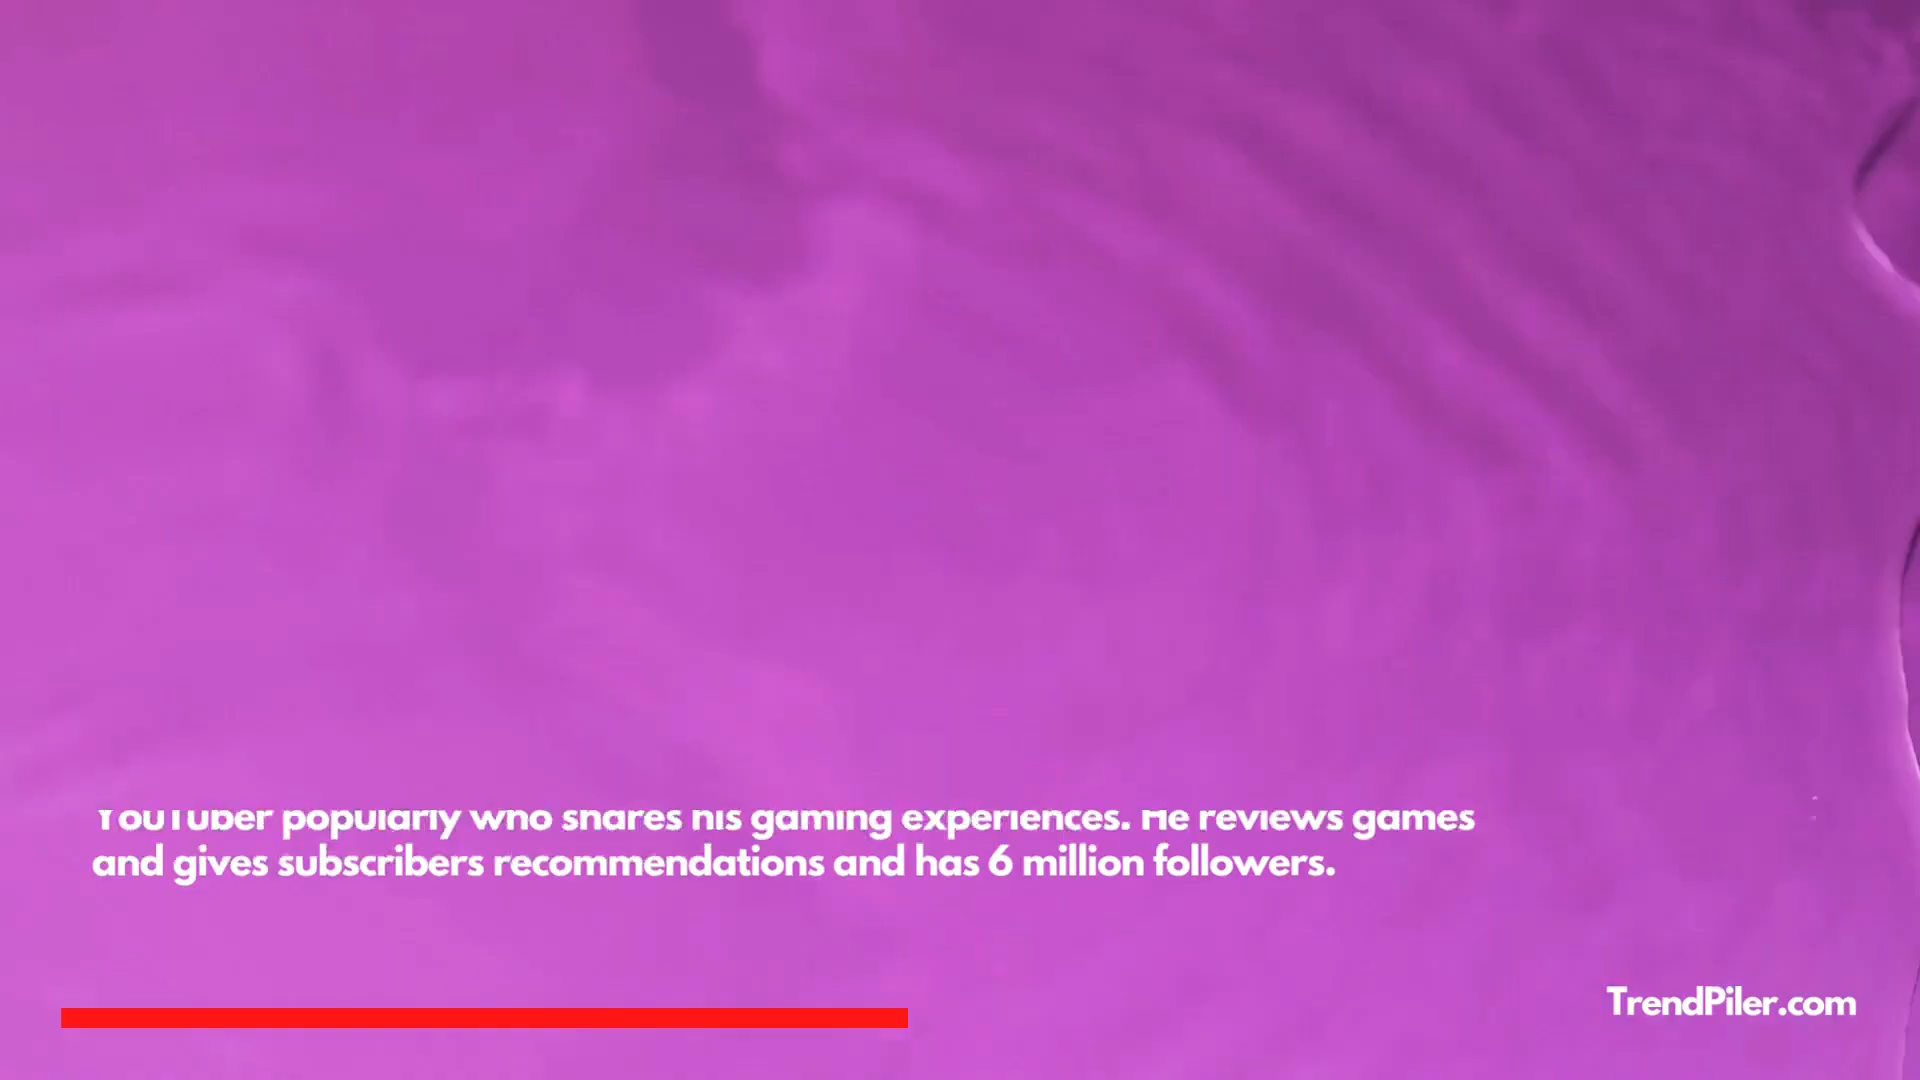 YouTuber popularly who shares his gaming experiences. He reviews games
and gives subscribers recommendations and has 6 million followers.
TrendPiler.com